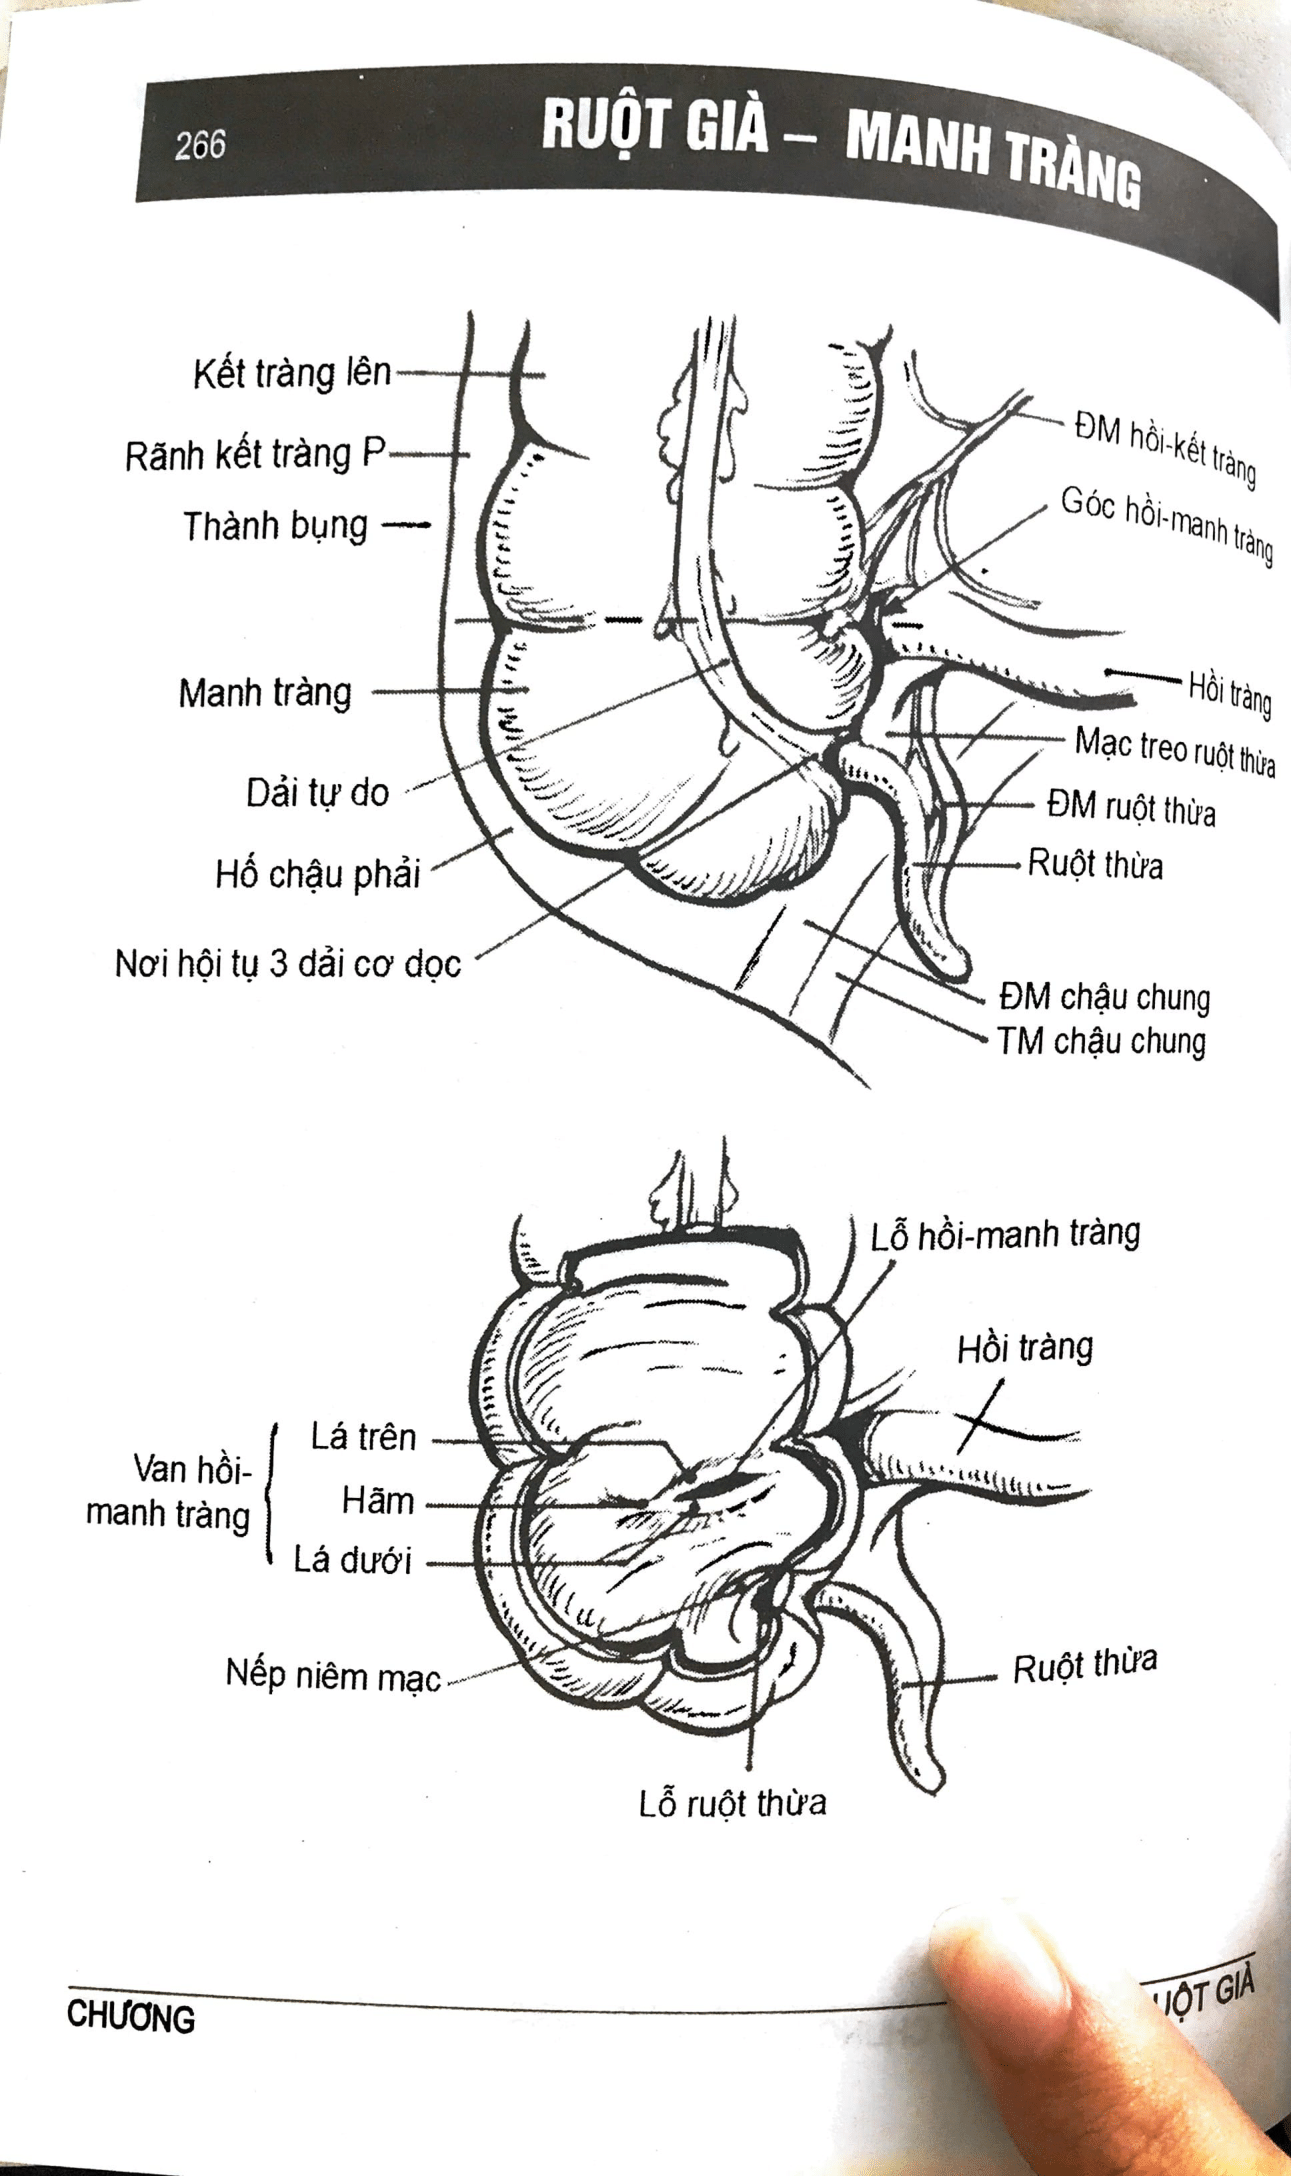 266
RUỘT GIÀ – MANH TRÀNG
Kết tràng lên
Rãnh kết tràng P
Thành bụng
Manh tràng
Dải tự do
Hố chậu phải
Nơi hội tụ 3 dải cơ dọc
ĐM hồi-kết tràng
Góc hồi-manh tràng
Hồi tràng
Mạc treo ruột thừa
ĐM ruột thừa
Ruột thừa
ĐM chậu chung
TM chậu chung
Lỗ hồi-manh tràng
Hồi tràng
Van hồi-
manh tràng
Lá trên
Hãm
Lá dưới
Nếp niêm mạc
Ruột thừa
Lỗ ruột thừa
CHƯƠNG
GIÀ